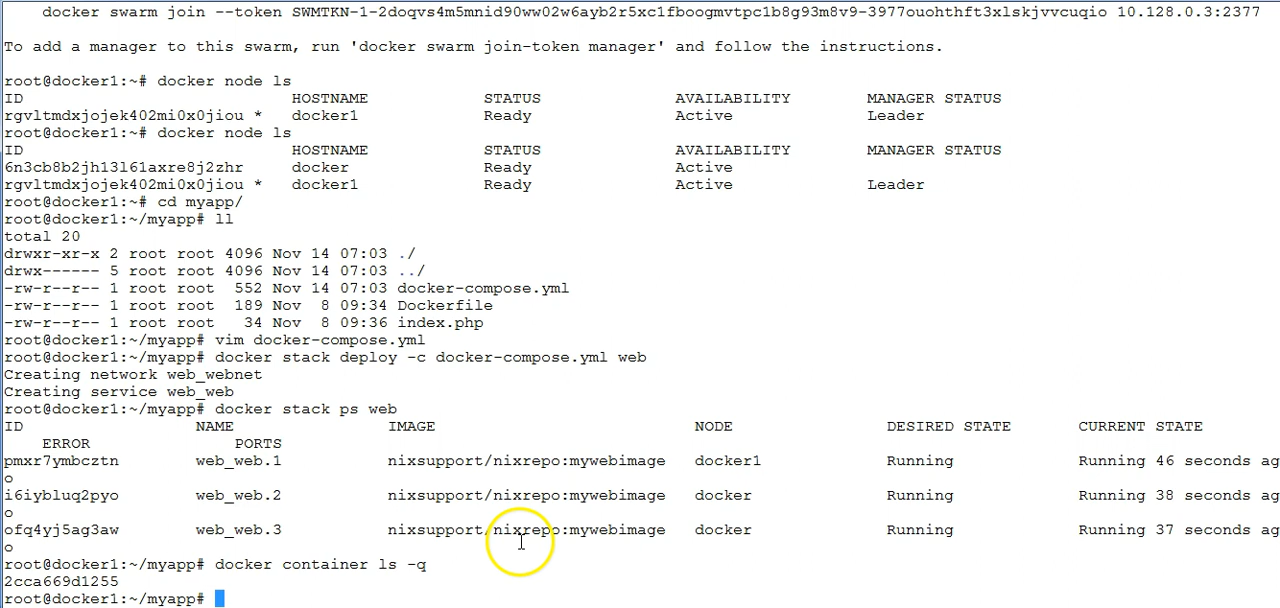 docker swarm join --token SWMTKN-1-2doqvs4m5mnid90ww02w6ayb2r5xc1fboogmvtpc1b8g93m8v9-3977ouohthft3xlskjvvcuqio 10.128.0.3:2377
To add a manager to this swarm, run 'docker swarm join-token manager' and follow the instructions.
root@docker1:~# docker node ls
ID HOSTNAME STATUS AVAILABILITY MANAGER STATUS
rgvltmdxjojek402mi0x0jiou * docker1 Ready Active Leader
root@docker1:~# docker node ls
ID HOSTNAME STATUS AVAILABILITY MANAGER STATUS
6n3cb8b2jh13l61axre8j2zhr docker Ready Active
rgvltmdxjojek402mi0x0jiou * docker1 Ready Active Leader
root@docker1:~# cd myapp/
root@docker1:~/myapp# ll
total 20
drwxr-xr-x 2 root root 4096 Nov 14 07:03 ./
drwx------ 5 root root 4096 Nov 14 07:03 ../
-rw-r--r-- 1 root root 552 Nov 14 07:03 docker-compose.yml
-rw-r--r-- 1 root root 189 Nov 8 09:34 Dockerfile
-rw-r--r-- 1 root root 34 Nov 8 09:36 index.php
root@docker1:~/myapp# vim docker-compose.yml
root@docker1:~/myapp# docker stack deploy -c docker-compose.yml web
Creating network web_webnet
Creating service web_web
root@docker1:~/myapp# docker stack ps web
ID NAME IMAGE NODE DESIRED STATE CURRENT STATE
ERROR PORTS
pmxr7ymbcztn web_web.1 nixsupport/nixrepo:mywebimage docker1 Running Running 46 seconds ag
o
i6iybluq2pyo web_web.2 nixsupport/nixrepo:mywebimage docker Running Running 38 seconds ag
o
ofq4yj5ag3aw web_web.3 nixsupport/nixrepo:mywebimage docker Running Running 37 seconds ag
o
root@docker1:~/myapp# docker container ls -q
2cca669d1255
root@docker1:~/myapp#